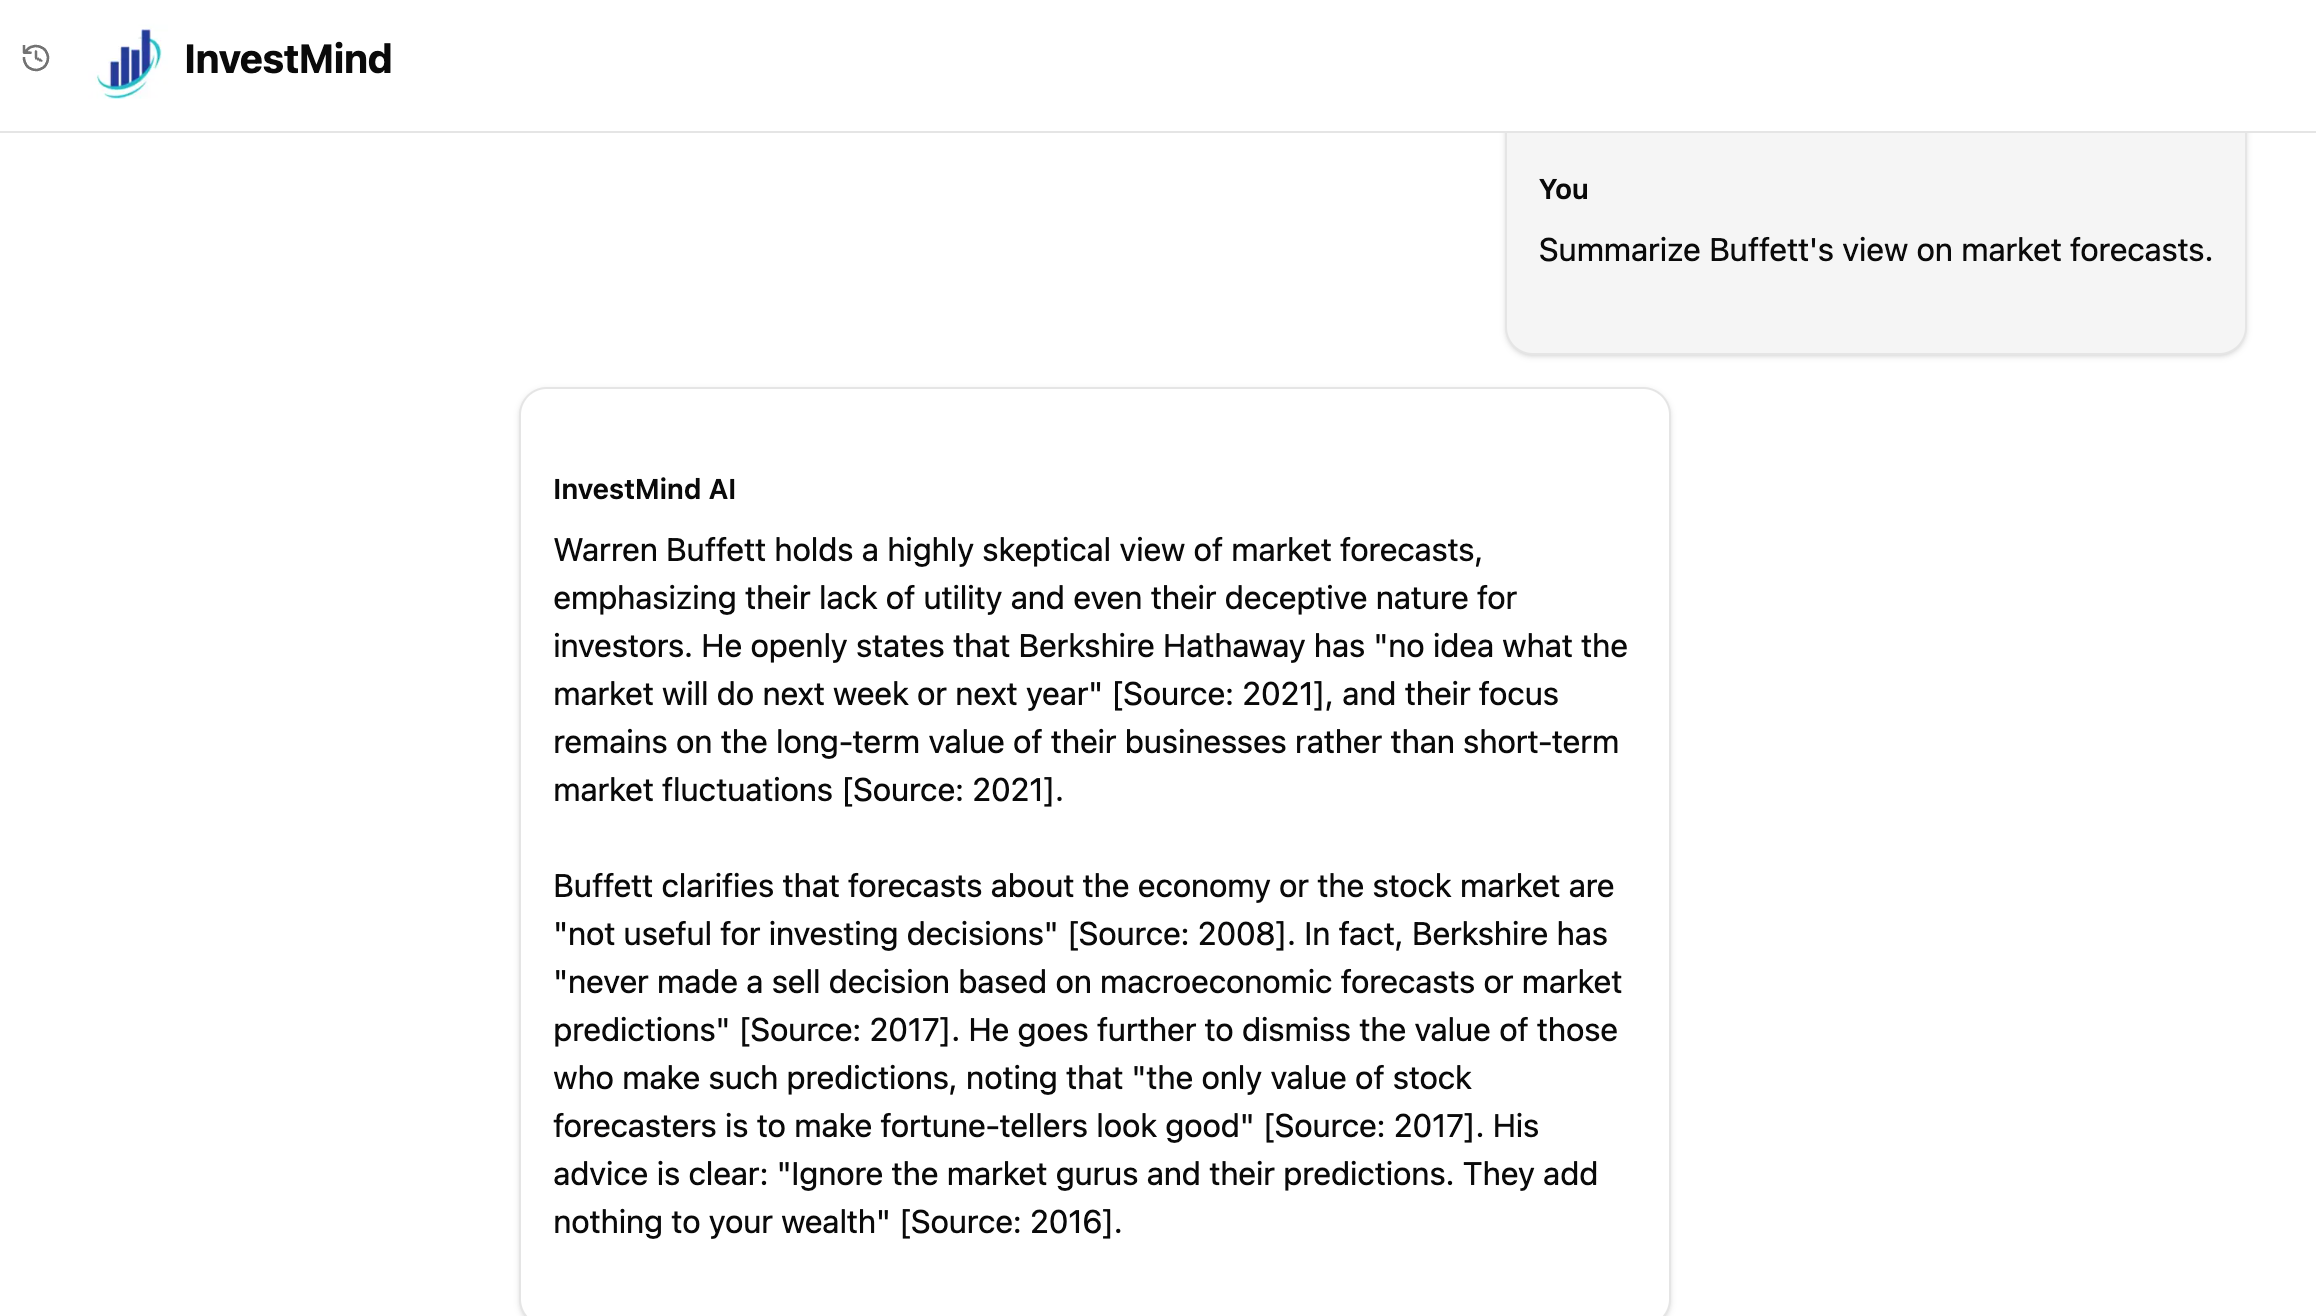 InvestMind
You
Summarize Buffett's view on market forecasts.
InvestMind AI
Warren Buffett holds a highly skeptical view of market forecasts,
emphasizing their lack of utility and even their deceptive nature for
investors. He openly states that Berkshire Hathaway has "no idea what the
market will do next week or next year" [Source: 2021], and their focus
remains on the long-term value of their businesses rather than short-term
market fluctuations [Source: 2021].
Buffett clarifies that forecasts about the economy or the stock market are
"not useful for investing decisions" [Source: 2008]. In fact, Berkshire has
"never made a sell decision based on macroeconomic forecasts or market
predictions" [Source: 2017]. He goes further to dismiss the value of those
who make such predictions, noting that "the only value of stock
forecasters is to make fortune-tellers look good" [Source: 2017]. His
advice is clear: "Ignore the market gurus and their predictions. They add
nothing to your wealth" [Source: 2016].